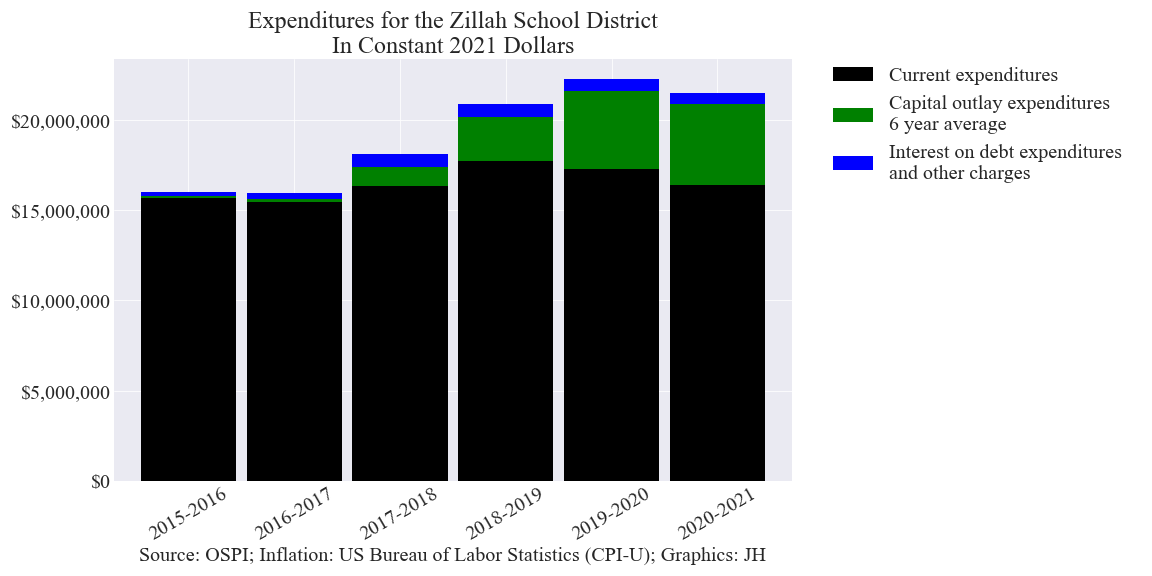 Expenditures for the Zillah School District
In Constant 2021 Dollars
Current expenditures
Capital outlay expenditures
6 year average
Interest on debt expenditures
and other charges
$20,000,000
$15,000,000
$10,000,000
$5,000,000
$0
2015-2016
2016-2017
2017-2018
2018-2019
2019-2020
2020-2021
Source: OSPI; Inflation: US Bureau of Labor Statistics (CPI-U); Graphics: JH